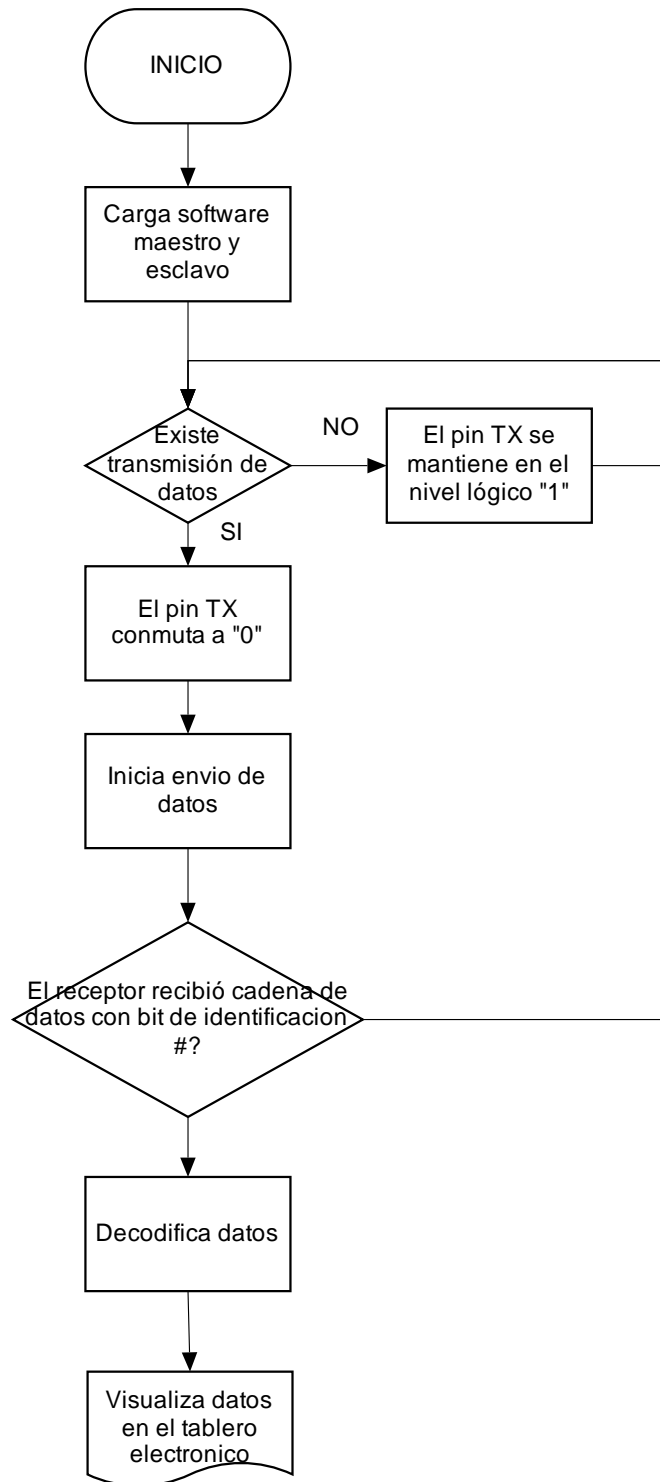 INICIO
Carga software
maestro y
esclavo
Existe
transmisión de
datos
NO
El pin TX se
mantiene en el
nivel lógico "1"
SI
El pin TX
conmuta a "0"
Inicia envio de
datos
El receptor recibió cadena de
datos con bit de identificacion
#?
Decodifica datos
Visualiza datos
en el tablero
electronico